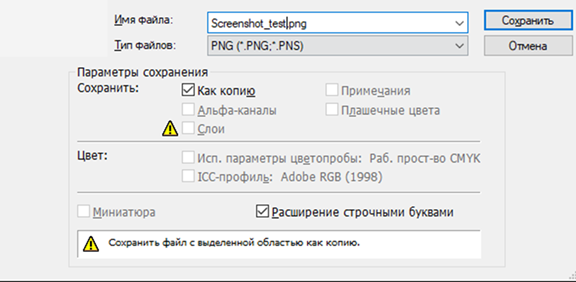 Имя файла: Screenshot_test.png Сохранить
Тип файлов: PNG (*.PNG;*.PNS) Отмена
Параметры сохранения
Сохранить: Как копию Примечания
Альфа-каналы Плашечные цвета
Слои
Цвет: Исп. параметры цветопробы: Раб. прост-во CMYK
ICC-профиль: Adobe RGB (1998)
Миниатюра Расширение строчными буквами
Сохранить файл с выделенной областью как копию.